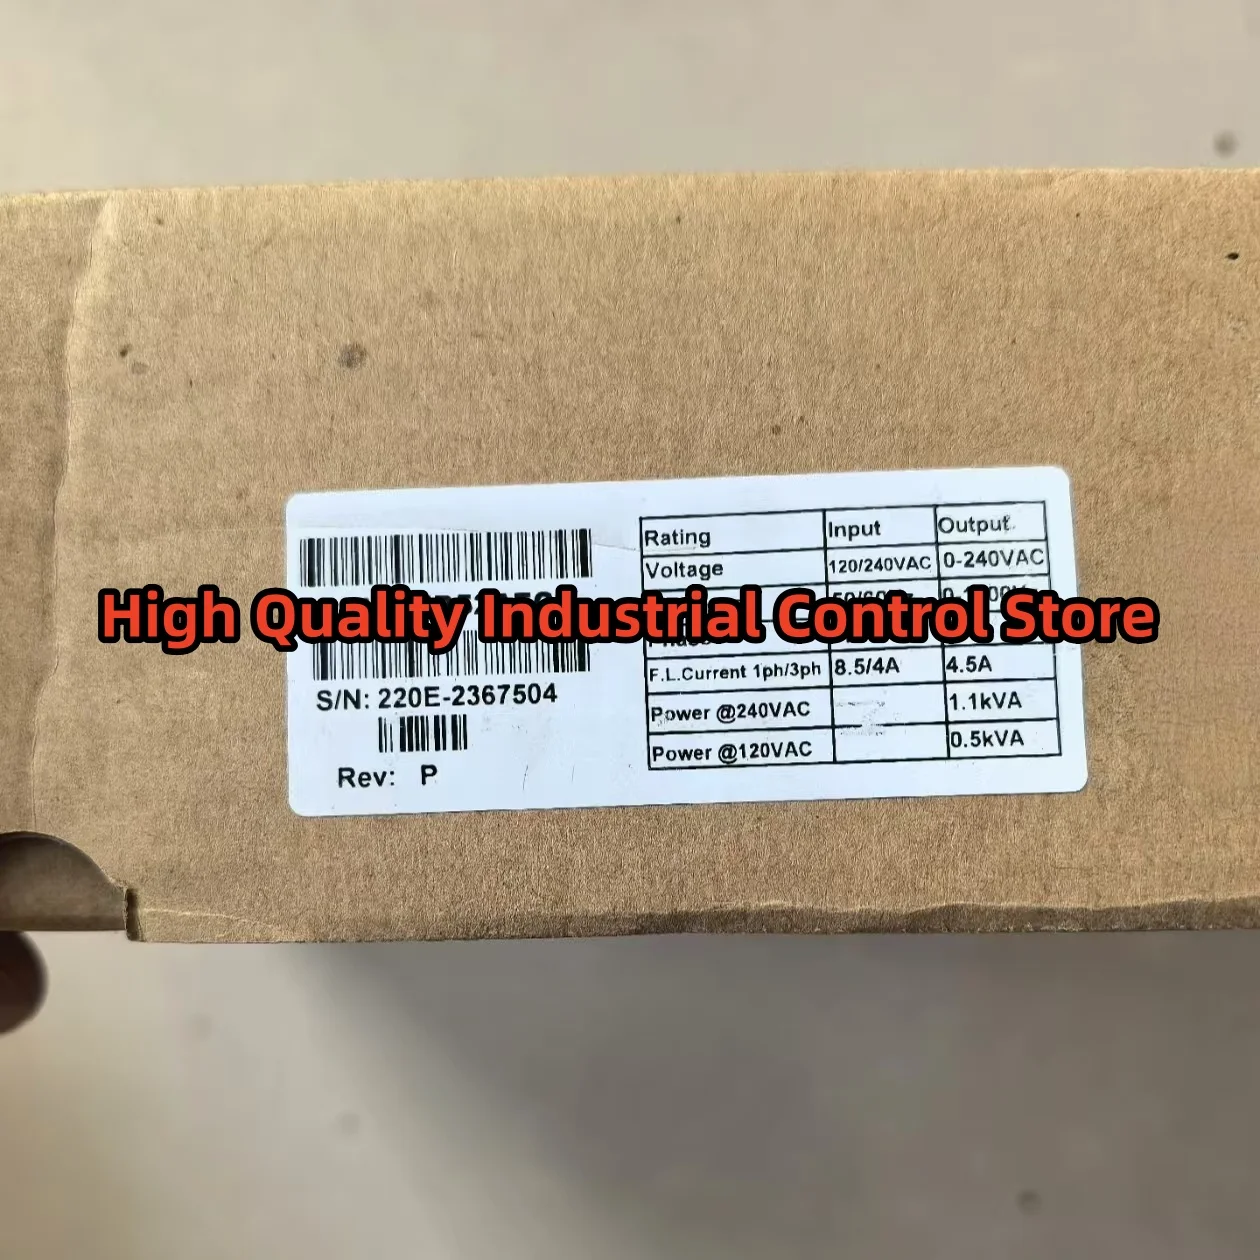 High Quality Industrial Control Store
S/N: 220E-2367504
Rev: P
Rating Input Output
Voltage 120/240VAC 0-240VAC
F.L.Current 1ph/3ph 8.5/4A 4.5A
Power @240VAC 1.1kVA
Power @120VAC 0.5kVA